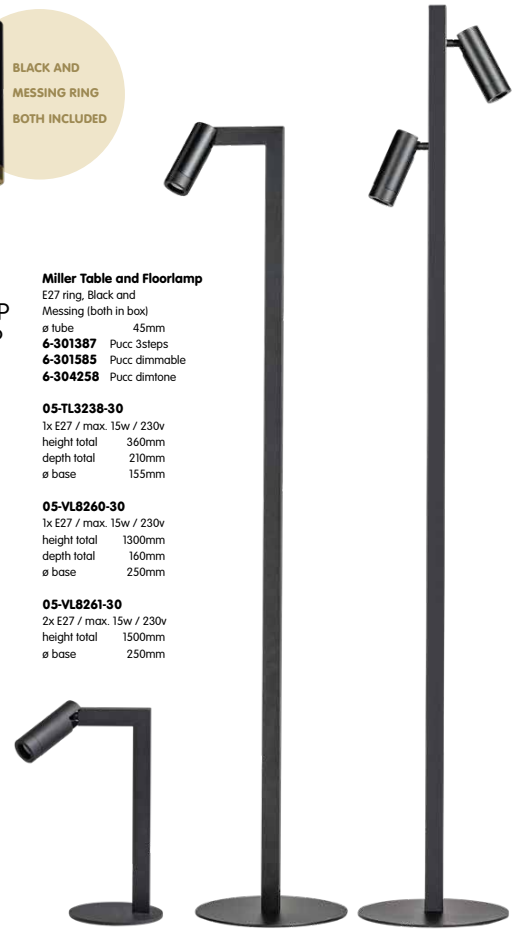 BLACK AND
MESSING RING
BOTH INCLUDED
P
Miller Table and Floorlamp
E27 ring, Black and
Messing (both in box)
ø tube 45mm
6-301387 Pucc 3steps
6-301585 Pucc dimmable
6-304258 Pucc dimtone
05-TL3238-30
1x E27 / max. 15w / 230v
height total 360mm
depth total 210mm
ø base 155mm
05-VL8260-30
1x E27 / max. 15w / 230v
height total 1300mm
depth total 160mm
ø base 250mm
05-VL8261-30
2x E27 / max. 15w / 230v
height total 1500mm
ø base 250mm